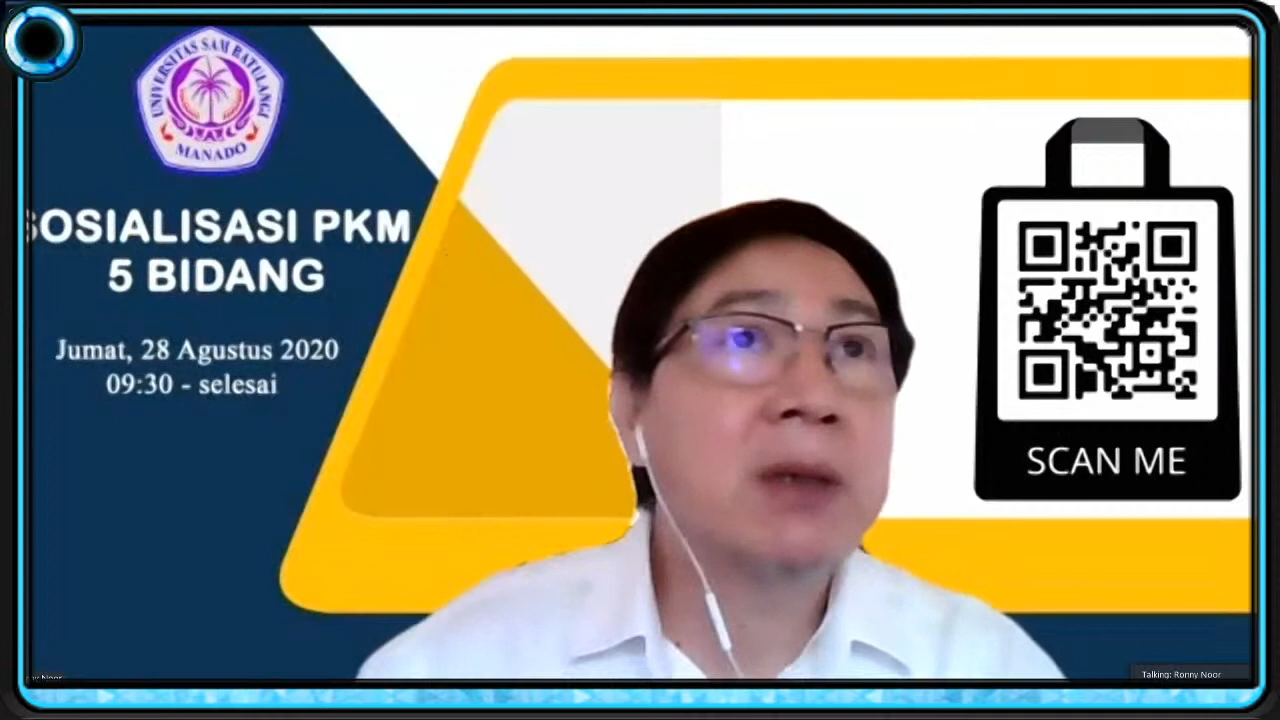 UNIVERSITAS SAM RATULANGI
MANADO
SOSIALISASI PKM
5 BIDANG
Jumat, 28 Agustus 2020
09:30 - selesai
SCAN ME
Talking: Ronny Noor